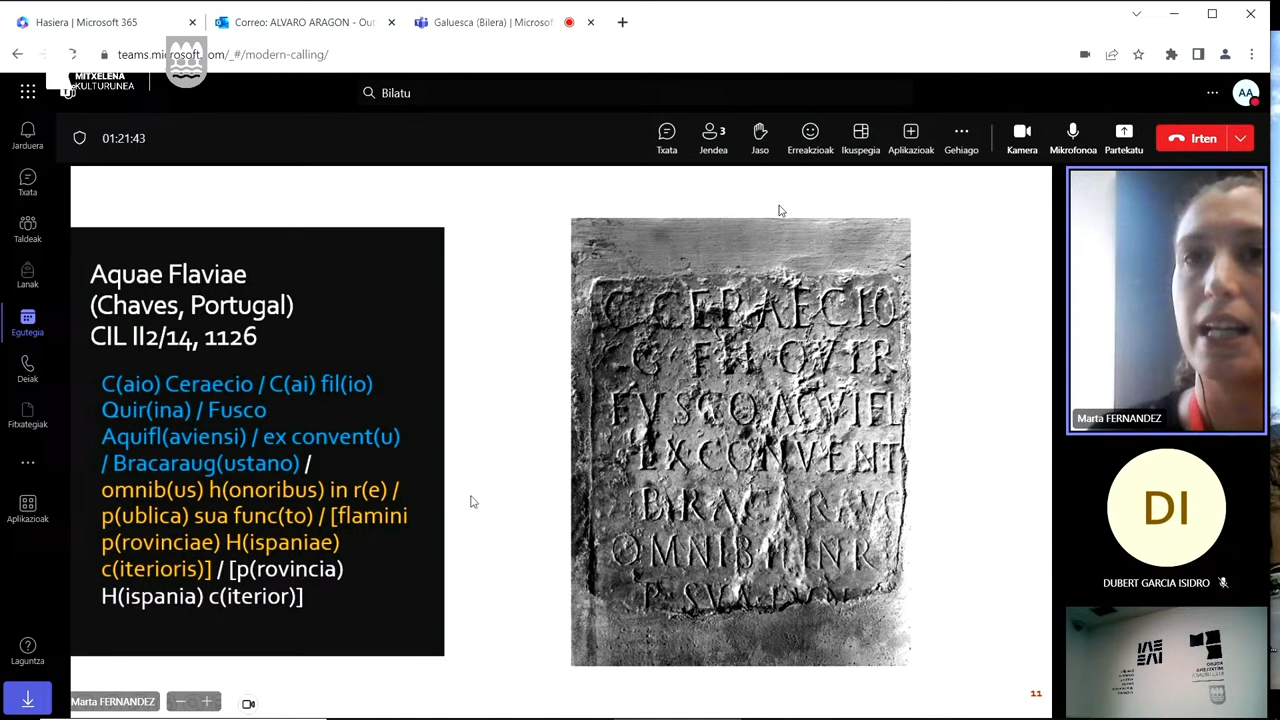 Hasiera | Microsoft 365
Correo: ALVARO ARAGON - Out
Galuesca (Bilera) | Microsof
teams.microsoft.com/_#/modern-calling/
MITXELENA
KULTURUNEA
Bilatu
AA
01:21:43
3
Txata
Jendea
Jaso
Erreakzioak
Ikuspegia
Aplikazioak
Gehiago
Kamera
Mikrofonoa
Partekatu
Irten
Jarduera
Txata
Taldeak
Lanak
Egutegia
Deiak
Fitxategiak
Aplikazioak
Laguntza
Aquae Flaviae
(Chaves, Portugal)
CIL II2/14, 1126
C(aio) Ceraecio / C(ai) fil(io)
Quir(ina) / Fusco
Aquifl(aviensi) / ex convent(u)
/ Bracaraug(ustano) /
omnib(us) h(onoribus) in r(e) /
p(ublica) sua func(to) / [flamini
p(rovinciae) H(ispaniae)
c(iterioris)] / [p(rovincia)
H(ispania) c(iterior)]
C CERAECIO
C FIL QVIR
FVSCO AQVIFL
EX CONVENT
BRACARAVG
OMNIB H IN R
P SVA FVN
11
Marta FERNANDEZ
Marta FERNANDEZ
DI
DUBERT GARCIA ISIDRO